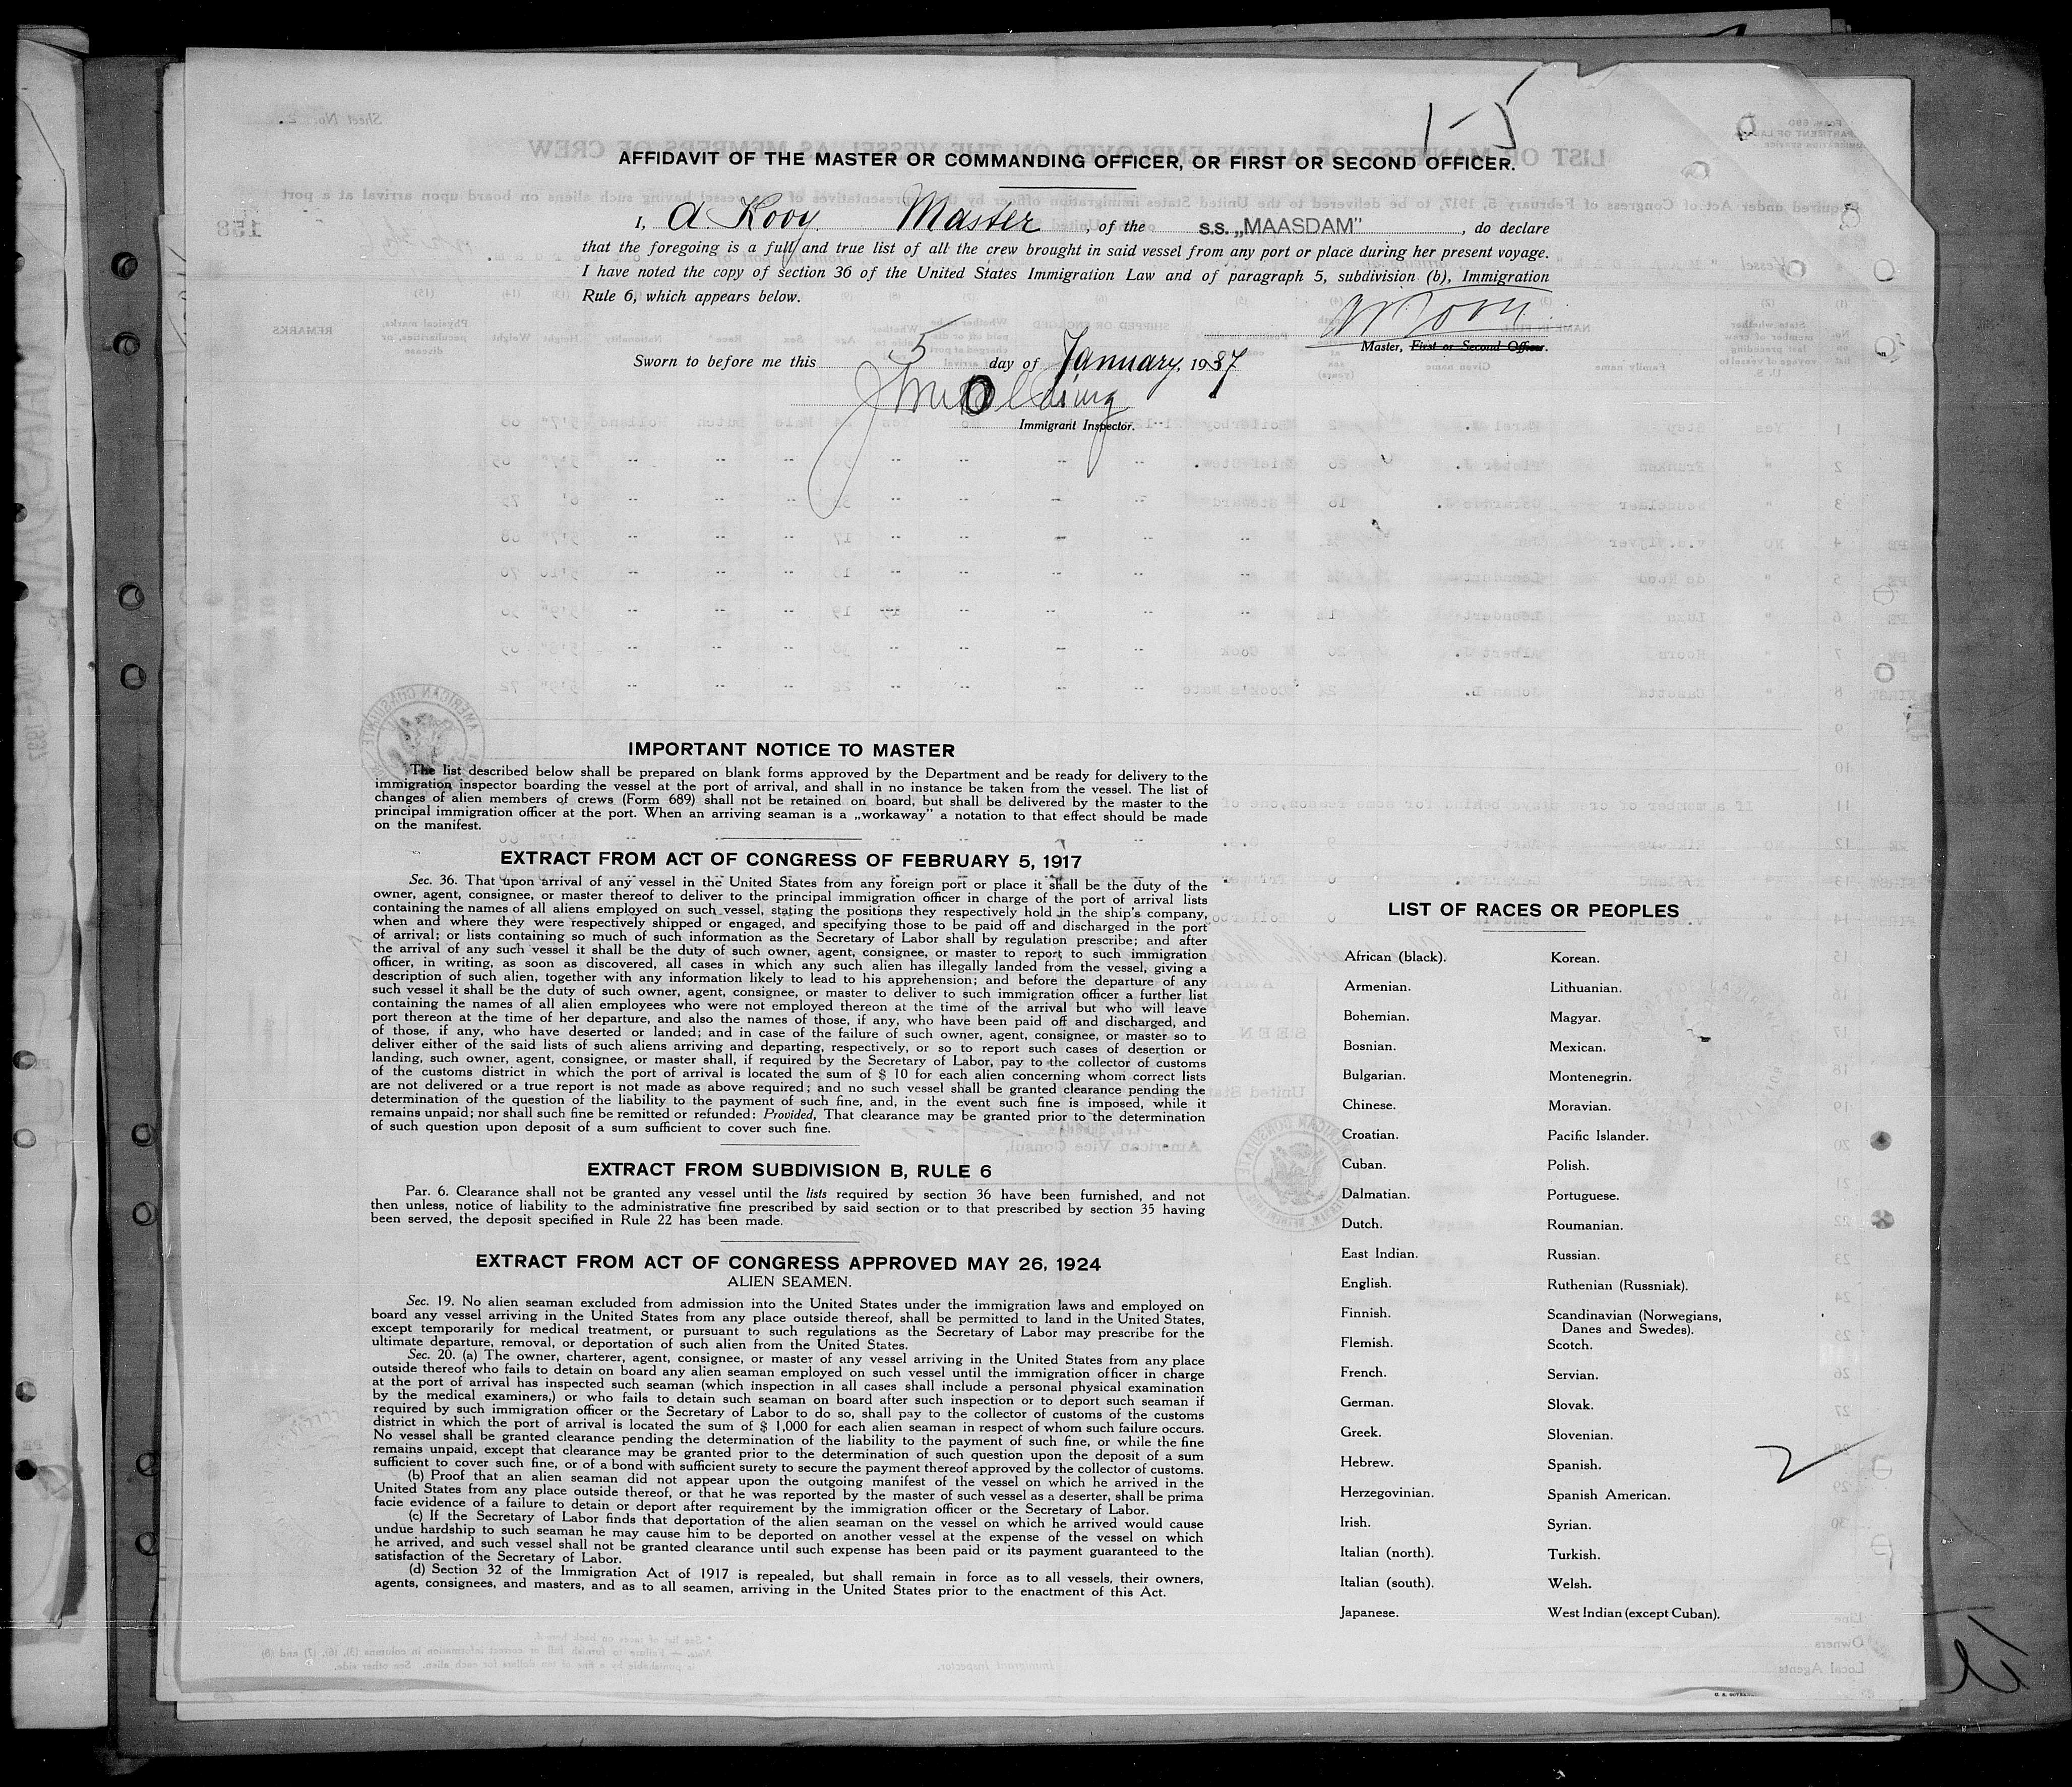 1-5
AFFIDAVIT OF THE MASTER OR COMMANDING OFFICER, OR FIRST OR SECOND OFFICER.
I, A. Kooy. Master, of the S.S. „MAASDAM", do declare
that the foregoing is a full and true list of all the crew brought in said vessel from any port or place during her present voyage.
I have noted the copy of section 36 of the United States Immigration Law and of paragraph 5, subdivision (b), Immigration
Rule 6, which appears below.
Master, First or Second Officer.
Sworn to before me this 5 day of January, 1937
Immigrant Inspector.
IMPORTANT NOTICE TO MASTER
The list described below shall be prepared on blank forms approved by the Department and be ready for delivery to the
immigration inspector boarding the vessel at the port of arrival, and shall in no instance be taken from the vessel. The list of
changes of alien members of crews (Form 689) shall not be retained on board, but shall be delivered by the master to the
principal immigration officer at the port. When an arriving seaman is a „workaway" a notation to that effect should be made
on the manifest.
EXTRACT FROM ACT OF CONGRESS OF FEBRUARY 5, 1917
Sec. 36. That upon arrival of any vessel in the United States from any foreign port or place it shall be the duty of the
owner, agent, consignee, or master thereof to deliver to the principal immigration officer in charge of the port of arrival lists
containing the names of all aliens employed on such vessel, stating the positions they respectively hold in the ship's company,
when and where they were respectively shipped or engaged, and specifying those to be paid off and discharged in the port
of arrival; or lists containing so much of such information as the Secretary of Labor shall by regulation prescribe; and after
the arrival of any such vessel it shall be the duty of such owner, agent, consignee, or master to report to such immigration
officer, in writing, as soon as discovered, all cases in which any such alien has illegally landed from the vessel, giving a
description of such alien, together with any information likely to lead to his apprehension; and before the departure of any
such vessel it shall be the duty of such owner, agent, consignee, or master to deliver to such immigration officer a further list
containing the names of all alien employees who were not employed thereon at the time of the arrival but who will leave
port thereon at the time of her departure, and also the names of those, if any, who have been paid off and discharged, and
of those, if any, who have deserted or landed; and in case of the failure of such owner, agent, consignee, or master so to
deliver either of the said lists of such aliens arriving and departing, respectively, or so to report such cases of desertion or
landing, such owner, agent, consignee, or master shall, if required by the Secretary of Labor, pay to the collector of customs
of the customs district in which the port of arrival is located the sum of $ 10 for each alien concerning whom correct lists
are not delivered or a true report is not made as above required; and no such vessel shall be granted clearance pending the
determination of the question of the liability to the payment of such fine, and, in the event such fine is imposed, while it
remains unpaid; nor shall such fine be remitted or refunded: Provided, That clearance may be granted prior to the determination
of such question upon deposit of a sum sufficient to cover such fine.
EXTRACT FROM SUBDIVISION B, RULE 6
Par. 6. Clearance shall not be granted any vessel until the lists required by section 36 have been furnished, and not
then unless, notice of liability to the administrative fine prescribed by said section or to that prescribed by section 35 having
been served, the deposit specified in Rule 22 has been made.
EXTRACT FROM ACT OF CONGRESS APPROVED MAY 26, 1924
ALIEN SEAMEN.
Sec. 19. No alien seaman excluded from admission into the United States under the immigration laws and employed on
board any vessel arriving in the United States from any place outside thereof, shall be permitted to land in the United States,
except temporarily for medical treatment, or pursuant to such regulations as the Secretary of Labor may prescribe for the
ultimate departure, removal, or deportation of such alien from the United States.
Sec. 20. (a) The owner, charterer, agent, consignee, or master of any vessel arriving in the United States from any place
outside thereof who fails to detain on board any alien seaman employed on such vessel until the immigration officer in charge
at the port of arrival has inspected such seaman (which inspection in all cases shall include a personal physical examination
by the medical examiners,) or who fails to detain such seaman on board after such inspection or to deport such seaman if
required by such immigration officer or the Secretary of Labor to do so, shall pay to the collector of customs of the customs
district in which the port of arrival is located the sum of $ 1,000 for each alien seaman in respect of whom such failure occurs.
No vessel shall be granted clearance pending the determination of the liability to the payment of such fine, or while the fine
remains unpaid, except that clearance may be granted prior to the determination of such question upon the deposit of a sum
sufficient to cover such fine, or of a bond with sufficient surety to secure the payment thereof approved by the collector of customs.
(b) Proof that an alien seaman did not appear upon the outgoing manifest of the vessel on which he arrived in the
United States from any place outside thereof, or that he was reported by the master of such vessel as a deserter, shall be prima
facie evidence of a failure to detain or deport after requirement by the immigration officer or the Secretary of Labor.
(c) If the Secretary of Labor finds that deportation of the alien seaman on the vessel on which he arrived would cause
undue hardship to such seaman he may cause him to be deported on another vessel at the expense of the vessel on which
he arrived, and such vessel shall not be granted clearance until such expense has been paid or its payment guaranteed to the
satisfaction of the Secretary of Labor.
(d) Section 32 of the Immigration Act of 1917 is repealed, but shall remain in force as to all vessels, their owners,
agents, consignees, and masters, and as to all seamen, arriving in the United States prior to the enactment of this Act.
LIST OF RACES OR PEOPLES
African (black).
Armenian.
Bohemian.
Bosnian.
Bulgarian.
Chinese.
Croatian.
Cuban.
Dalmatian.
Dutch.
East Indian.
English.
Finnish.
Flemish.
French.
German.
Greek.
Hebrew.
Herzegovinian.
Irish.
Italian (north).
Italian (south).
Japanese.
Korean.
Lithuanian.
Magyar.
Mexican.
Montenegrin.
Moravian.
Pacific Islander.
Polish.
Portuguese.
Roumanian.
Russian.
Ruthenian (Russniak).
Scandinavian (Norwegians,
Danes and Swedes).
Scotch.
Servian.
Slovak.
Slovenian.
Spanish.
Spanish American.
Syrian.
Turkish.
Welsh.
West Indian (except Cuban).
2